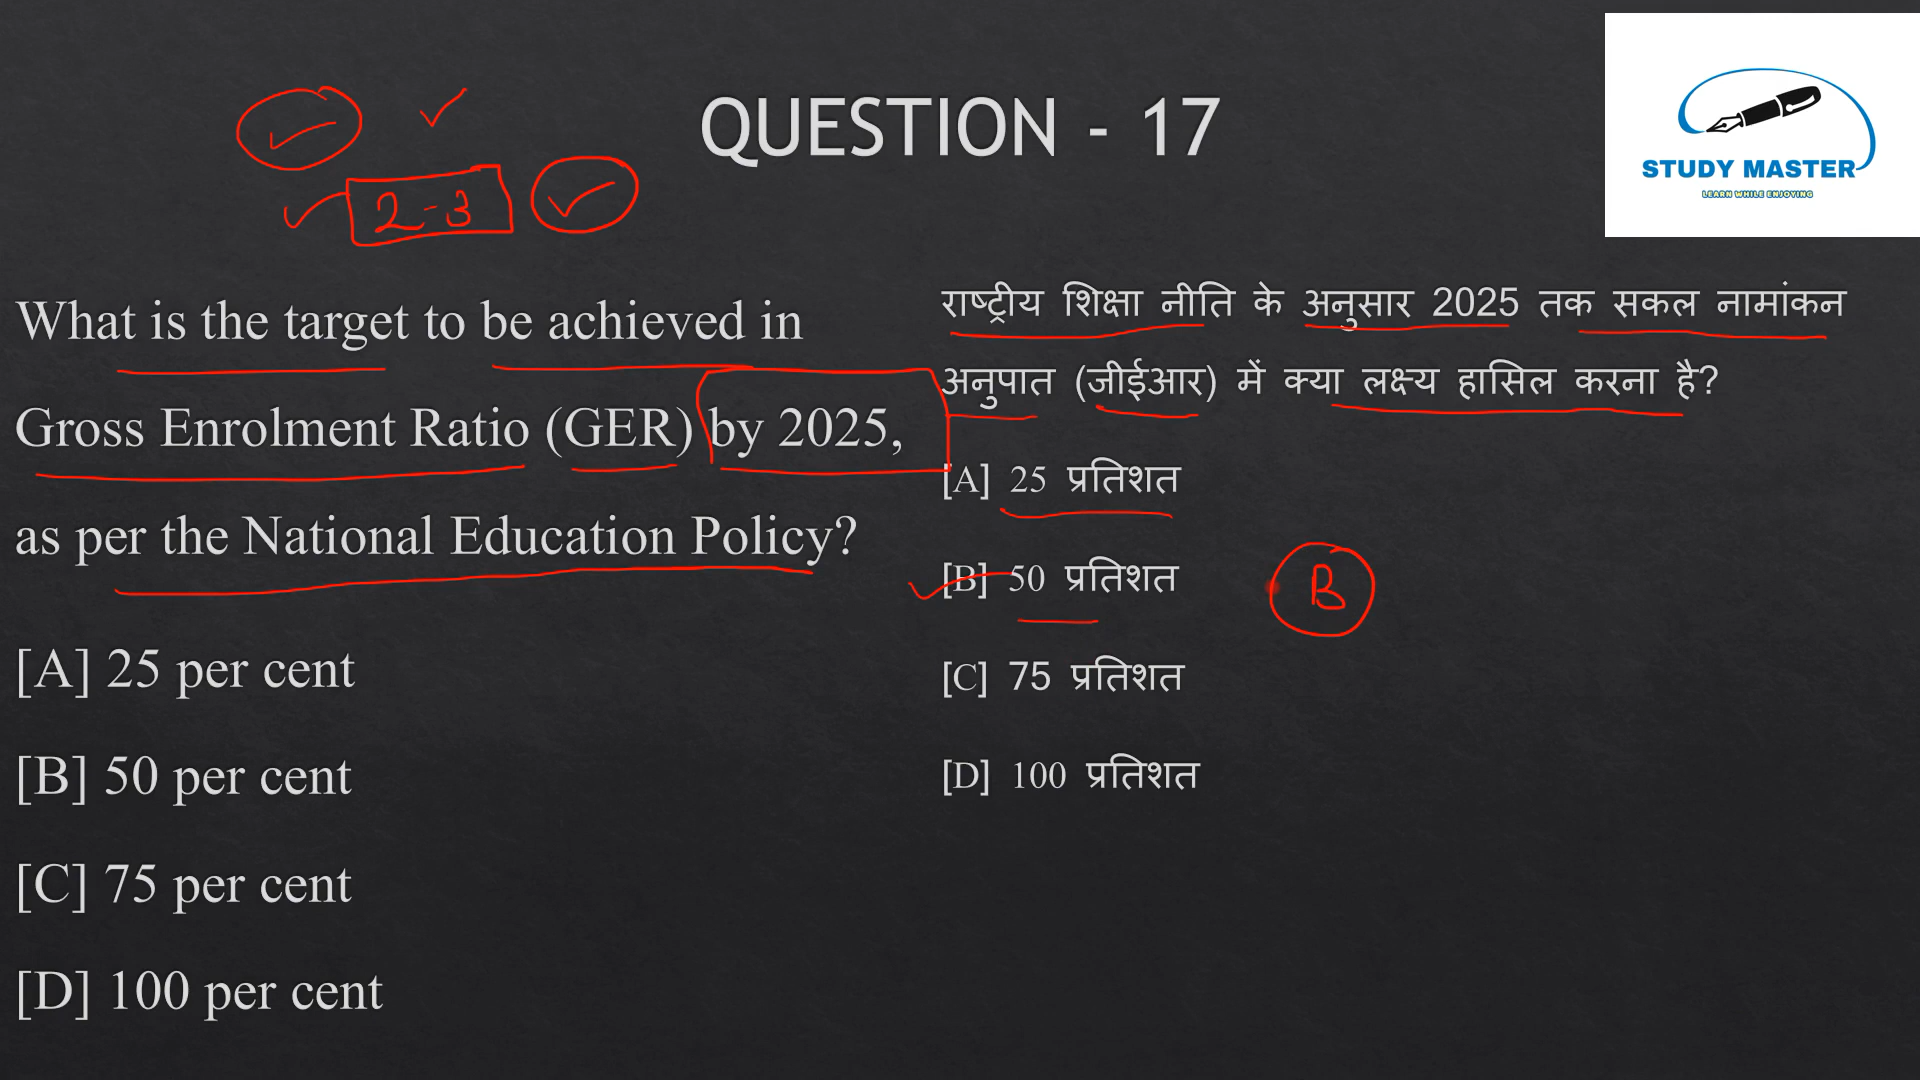 QUESTION - 17
STUDY MASTER
LEARN WHILE ENJOYING
2-3
What is the target to be achieved in
Gross Enrolment Ratio (GER) by 2025,
as per the National Education Policy?
[A] 25 per cent
[B] 50 per cent
[C] 75 per cent
[D] 100 per cent
राष्ट्रीय शिक्षा नीति के अनुसार 2025 तक सकल नामांकन
अनुपात (जीईआर) में क्या लक्ष्य हासिल करना है?
[A] 25 प्रतिशत
[B] 50 प्रतिशत
B
[C] 75 प्रतिशत
[D] 100 प्रतिशत